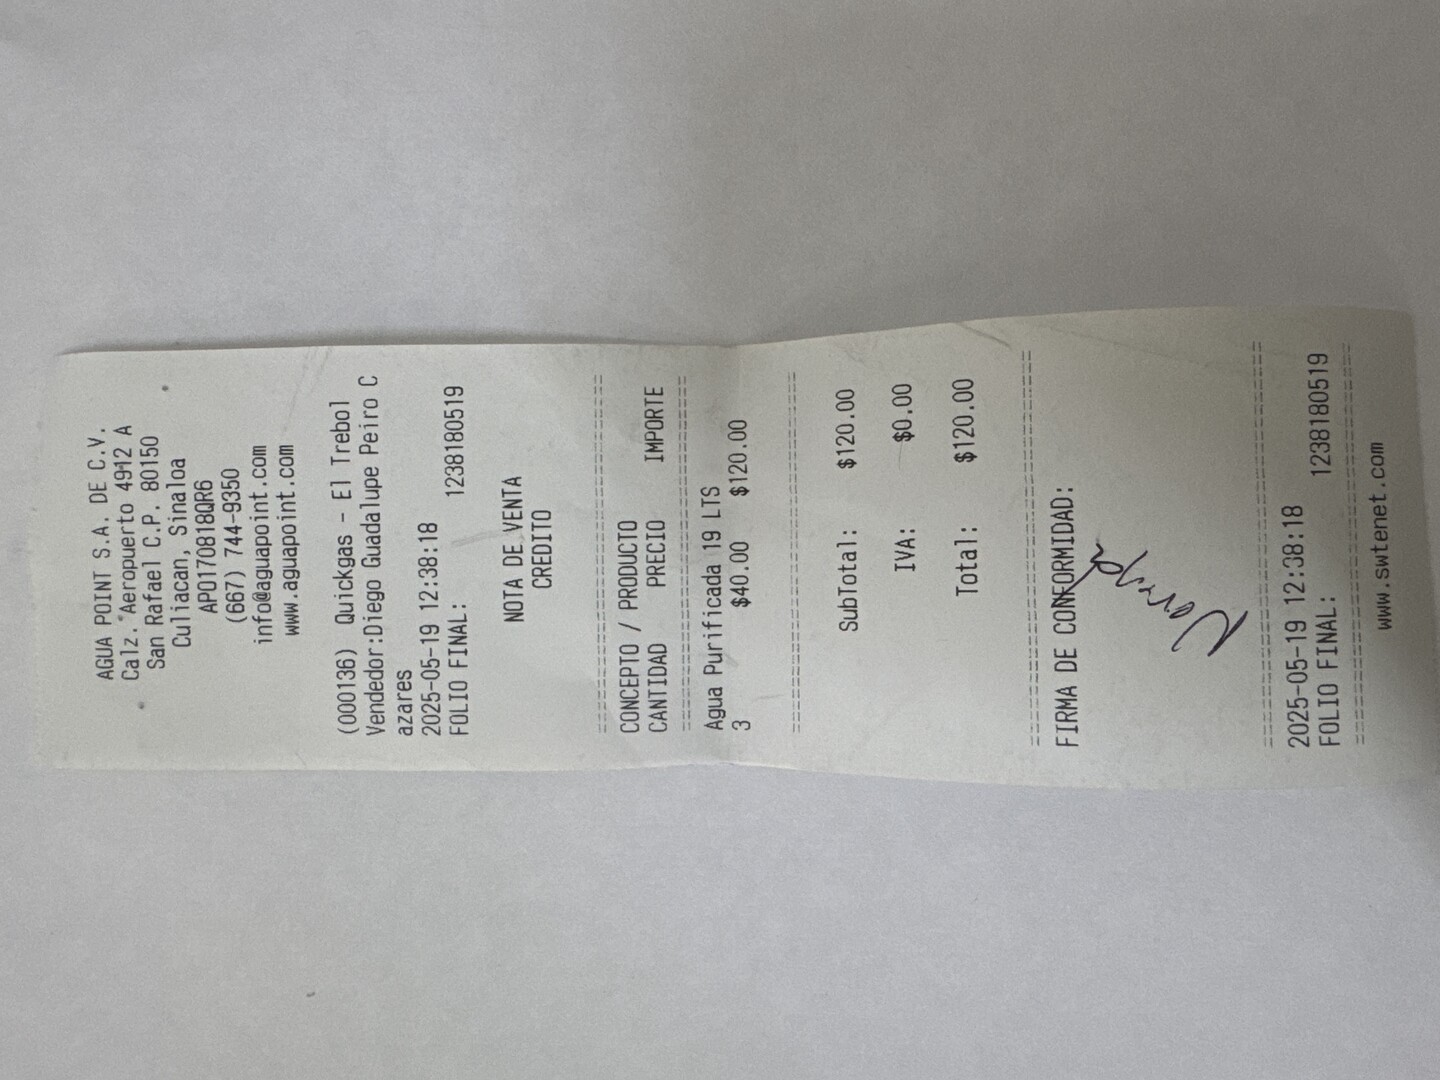 AGUA POINT S.A. DE C.V.
Calz. Aeropuerto 4912 A
San Rafael C.P. 80150
Culiacan, Sinaloa
APO170818QR6
(667) 744-9350
info@aguapoint.com
www.aguapoint.com
(000136) Quickgas - El Trebol
Vendedor:Diego Guadalupe Peiro C
azares
2025-05-19 12:38:18
FOLIO FINAL: 1238180519
NOTA DE VENTA
CREDITO
================================
CONCEPTO / PRODUCTO
CANTIDAD PRECIO IMPORTE
================================
Agua Purificada 19 LTS
3 $40.00 $120.00
================================
SubTotal: $120.00
IVA: $0.00
Total: $120.00
================================
FIRMA DE CONFORMIDAD:
================================
2025-05-19 12:38:18
FOLIO FINAL: 1238180519
================================
www.swtenet.com